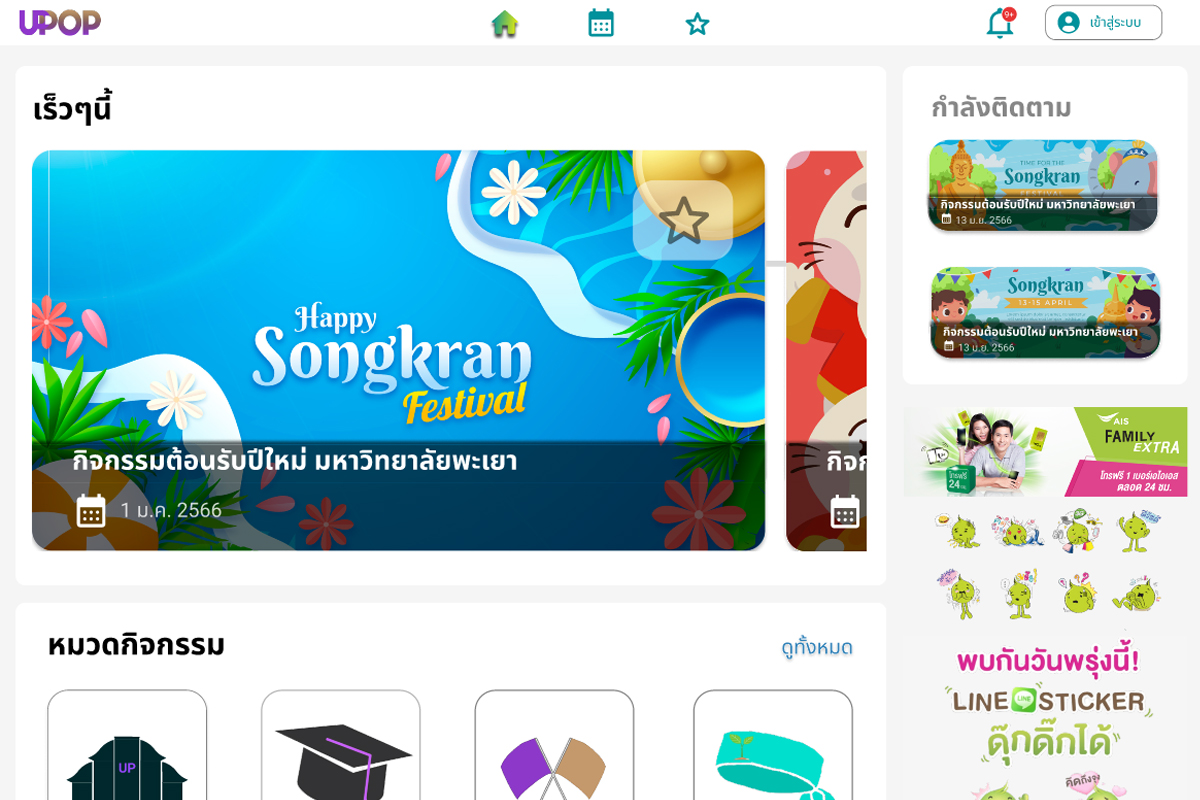 UPOP
9+
เข้าสู่ระบบ
เร็วๆนี้
Happy
Songkran
Festival
กิจกรรมต้อนรับปีใหม่ มหาวิทยาลัยพะเยา
1 ม.ค. 2566
กิจก
กำลังติดตาม
TIME FOR THE
Songkran
FESTIVAL
กิจกรรมต้อนรับปีใหม่ มหาวิทยาลัยพะเยา
13 ม.ย. 2566
Songkran
13-15 APRIL
กิจกรรมต้อนรับปีใหม่ มหาวิทยาลัยพะเยา
13 ม.ย. 2566
AIS
FAMILY
EXTRA
โทรฟรี
24
โทรฟรี 1 เบอร์เอไอเอส
ตลอด 24 ชม.
พบกันวันพรุ่งนี้!
LINE LINE STICKER
ดุ๊กดิ๊กได้
คิดถึงจุง
หมวดกิจกรรม
ดูทั้งหมด
UP